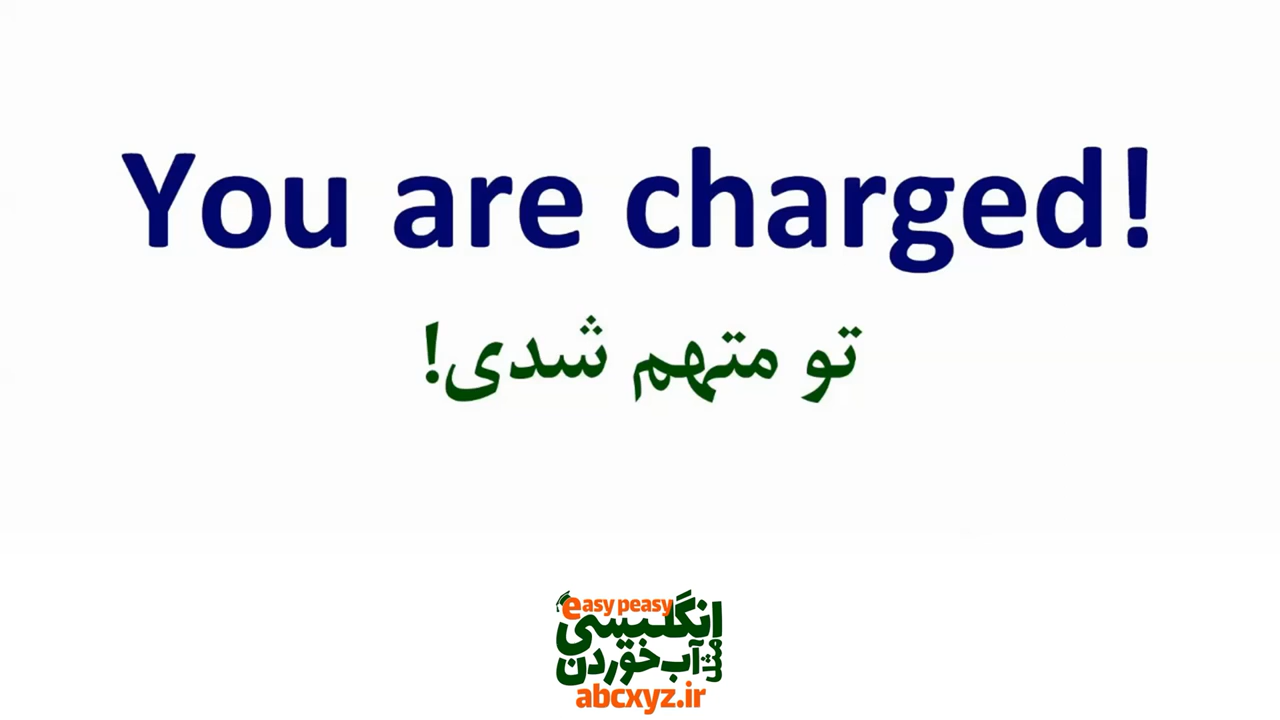 You are charged!
تو متهم شدی!
easy peasy
انگلیسی
مثل آب خوردن
abcxyz.ir